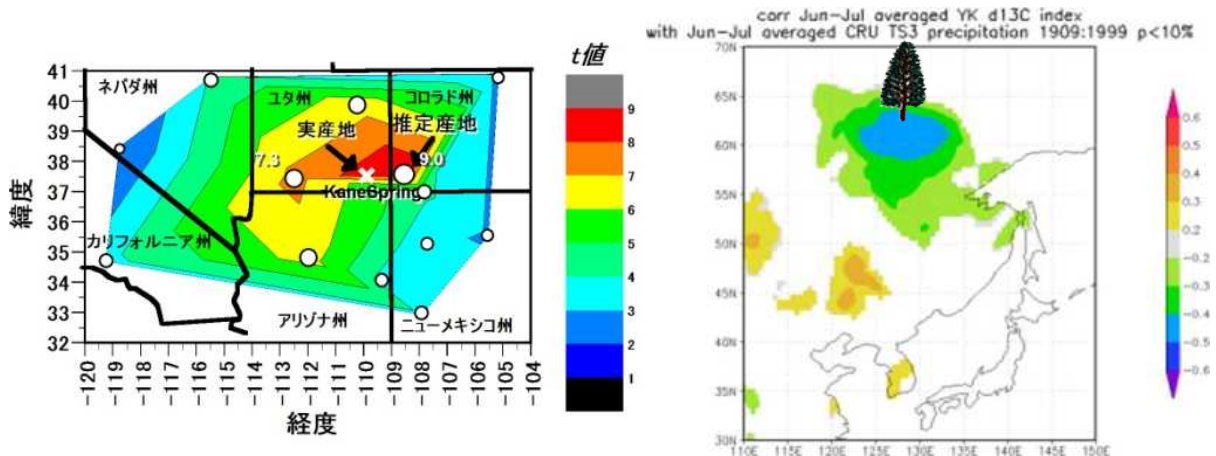 t値
41
40
39
38
37
36
35
34
33
32
緯度
ネバダ州
ユタ州
コロラド州
実産地
推定産地
7.3
9.0
KaneSpring
カリフォルニア州
アリゾナ州
ニューメキシコ州
-120
-119
-118
-117
-116
-115
-114
-113
-112
-111
-110
-109
-108
-107
-106
-105
-104
経度
9
8
7
6
5
4
3
2
1
corr Jun-Jul averaged YK d13C index
with Jun-Jul averaged CRU TS3 precipitation 1909:1999 p<10%
70N
65N
60N
55N
50N
45N
40N
35N
30N
110E
115E
120E
125E
130E
135E
140E
145E
150E
0.6
0.5
0.4
0.3
0.2
-0.2
-0.3
-0.4
-0.5
-0.6